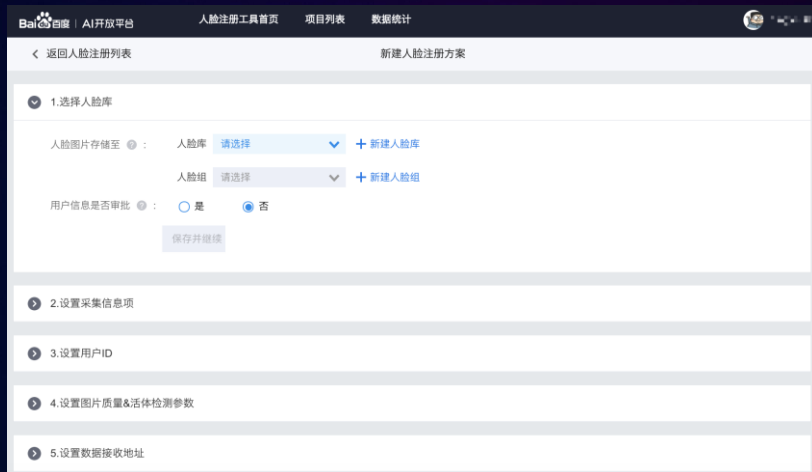 Bai百度 | AI开放平台 人脸注册工具首页 项目列表 数据统计
返回人脸注册列表 新建人脸注册方案
1.选择人脸库
人脸图片存储至 ? : 人脸库 请选择 + 新建人脸库
人脸组 请选择 + 新建人脸组
用户信息是否审批 ? : 是 否
保存并继续
2.设置采集信息项
3.设置用户ID
4.设置图片质量&活体检测参数
5.设置数据接收地址